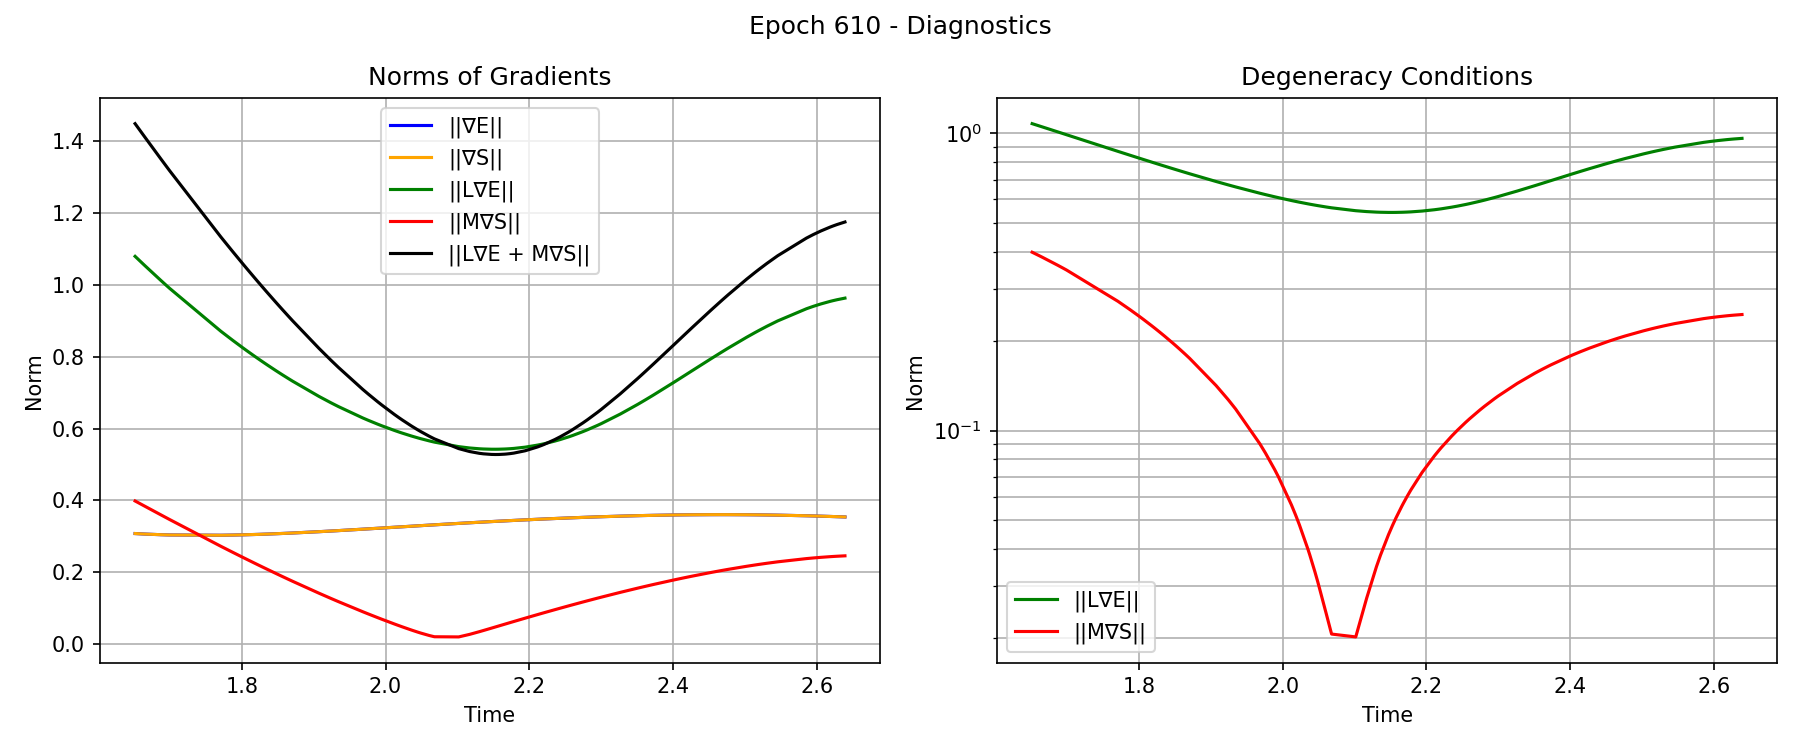 Epoch 610 - Diagnostics
Norms of Gradients
||∇E||
||∇S||
||L∇E||
||M∇S||
||L∇E + M∇S||
1.4
1.2
1.0
0.8
0.6
0.4
0.2
0.0
Norm
1.8
2.0
2.2
2.4
2.6
Time
Degeneracy Conditions
10⁰
10⁻¹
Norm
||L∇E||
||M∇S||
1.8
2.0
2.2
2.4
2.6
Time